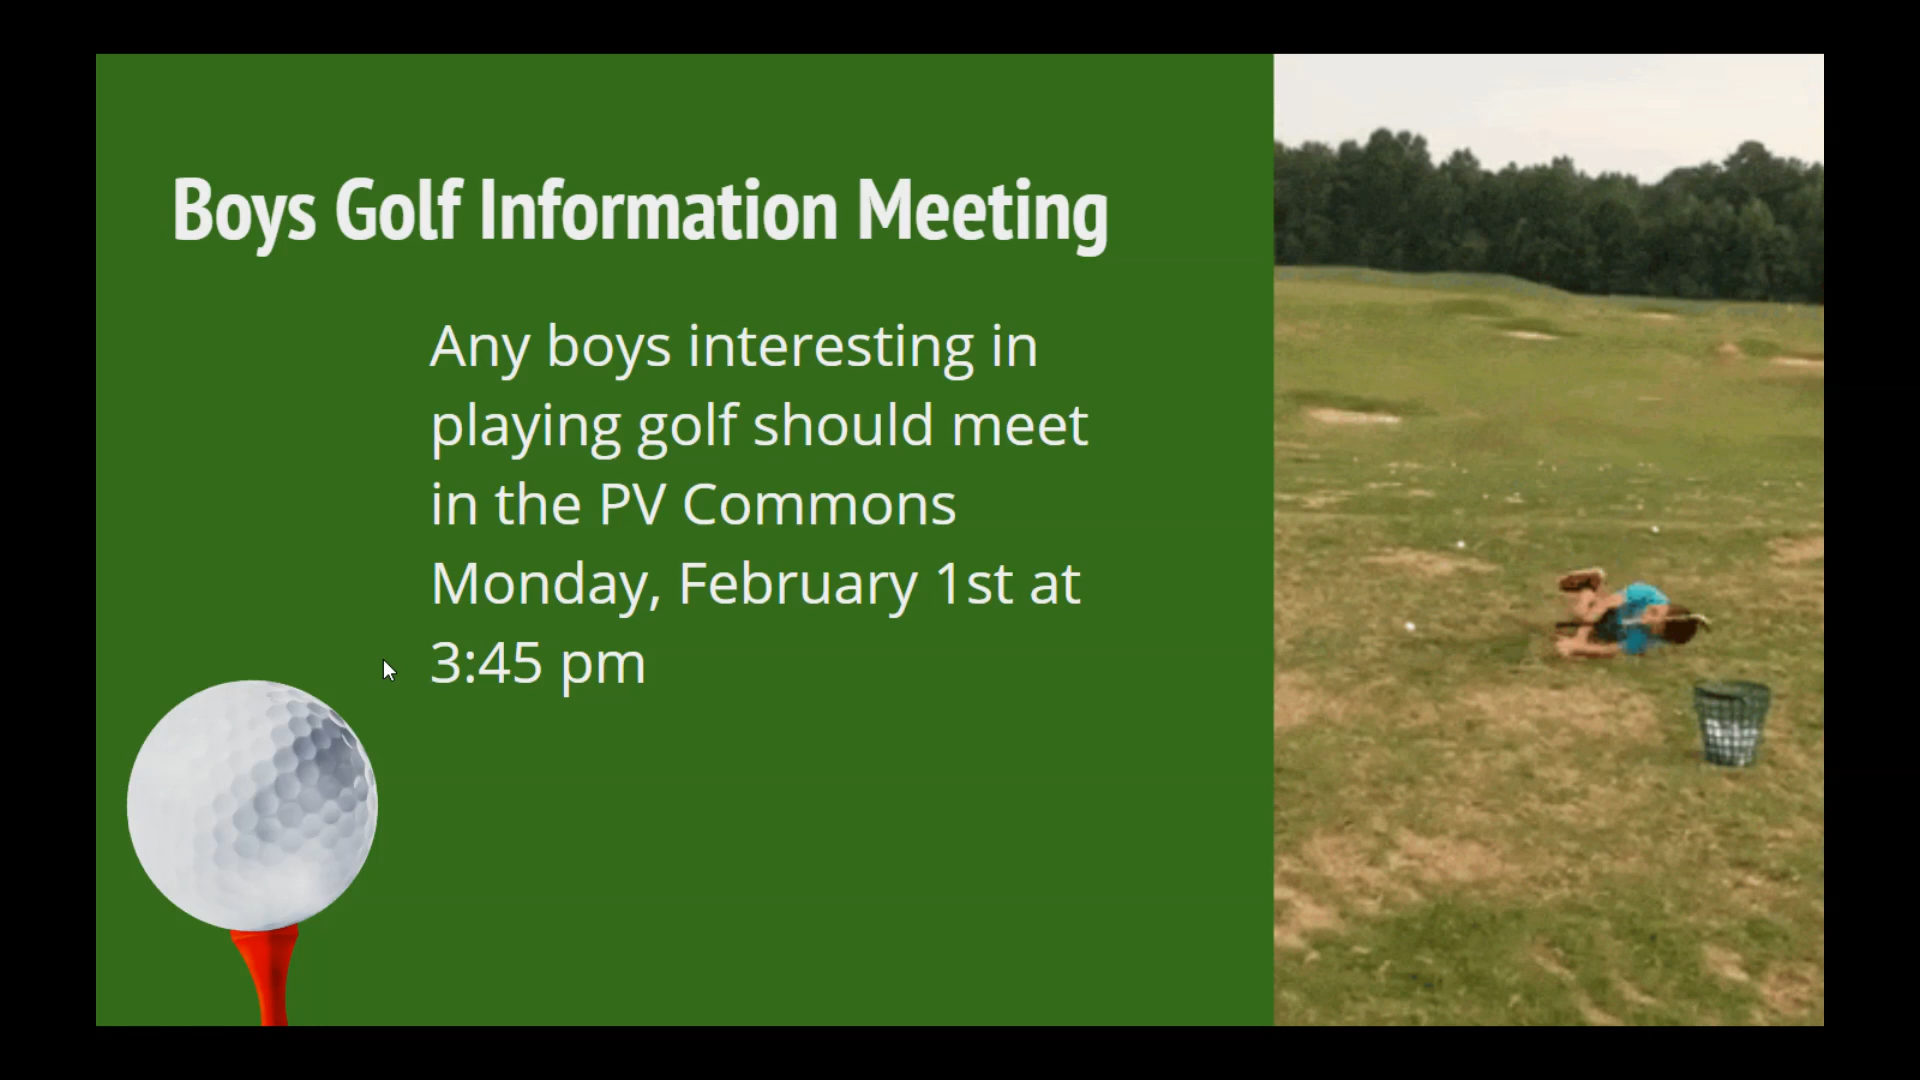 Boys Golf Information Meeting
Any boys interesting in
playing golf should meet
in the PV Commons
Monday, February 1st at
3:45 pm